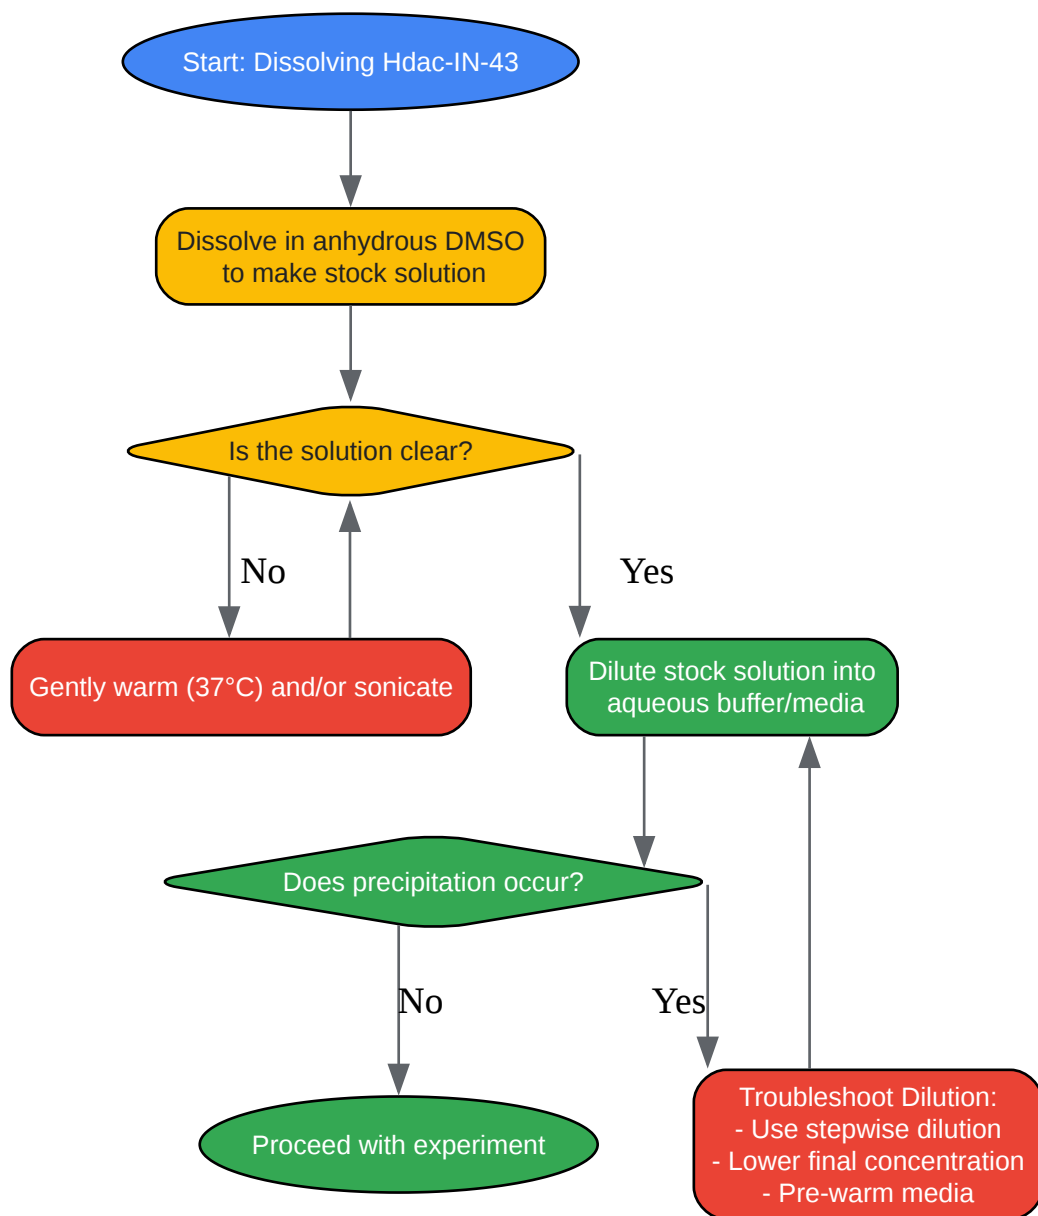 Start: Dissolving Hdac-IN-43
Dissolve in anhydrous DMSO
to make stock solution
Is the solution clear?
No
Yes
Gently warm (37°C) and/or sonicate
Dilute stock solution into
aqueous buffer/media
Does precipitation occur?
No
Yes
Proceed with experiment
Troubleshoot Dilution:
- Use stepwise dilution
- Lower final concentration
- Pre-warm media